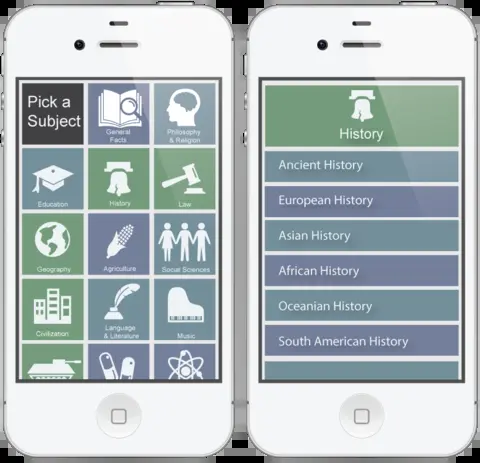 Pick a
Subject
General
Facts
Philosophy
& Religion
Education
History
Law
Geography
Agriculture
Social Sciences
Civilization
Language
& Literature
Music
History
Ancient History
European History
Asian History
African History
Oceanian History
South American History